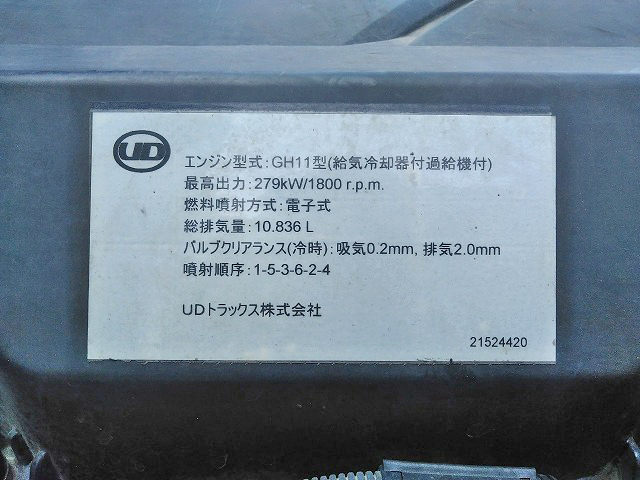 UD
エンジン型式:GH11型(給気冷却器付過給機付)
最高出力:279kW/1800 r.p.m.
燃料噴射方式:電子式
総排気量:10.836 L
バルブクリアランス(冷時):吸気0.2mm, 排気2.0mm
噴射順序:1-5-3-6-2-4
UDトラックス株式会社
21524420